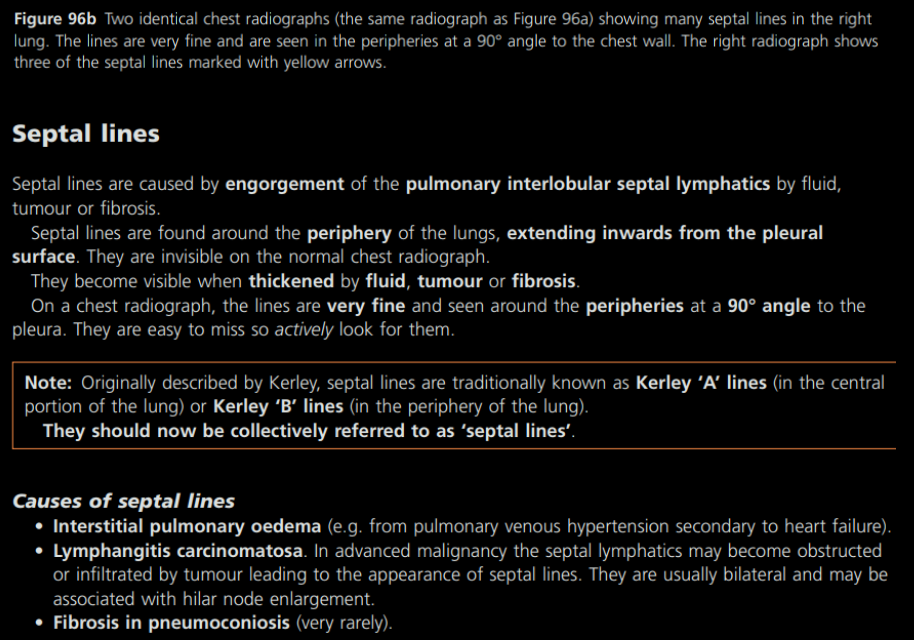 Figure 96b Two identical chest radiographs (the same radiograph as Figure 96a) showing many septal lines in the right
lung. The lines are very fine and are seen in the peripheries at a 90° angle to the chest wall. The right radiograph shows
three of the septal lines marked with yellow arrows.
Septal lines
Septal lines are caused by engorgement of the pulmonary interlobular septal lymphatics by fluid,
tumour or fibrosis.
Septal lines are found around the periphery of the lungs, extending inwards from the pleural
surface. They are invisible on the normal chest radiograph.
They become visible when thickened by fluid, tumour or fibrosis.
On a chest radiograph, the lines are very fine and seen around the peripheries at a 90° angle to the
pleura. They are easy to miss so actively look for them.
Note: Originally described by Kerley, septal lines are traditionally known as Kerley ‘A’ lines (in the central
portion of the lung) or Kerley ‘B’ lines (in the periphery of the lung).
They should now be collectively referred to as ‘septal lines’.
Causes of septal lines
• Interstitial pulmonary oedema (e.g. from pulmonary venous hypertension secondary to heart failure).
• Lymphangitis carcinomatosa. In advanced malignancy the septal lymphatics may become obstructed
or infiltrated by tumour leading to the appearance of septal lines. They are usually bilateral and may be
associated with hilar node enlargement.
• Fibrosis in pneumoconiosis (very rarely).